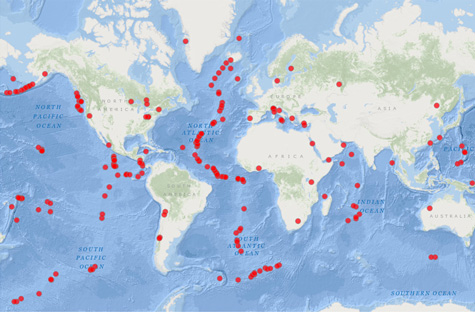 NORTH
PACIFIC
OCEAN
NORTH
AMERICA
NORTH
ATLANTIC
OCEAN
EUROPE
ASIA
AFRICA
SOUTH
AMERICA
INDIAN
OCEAN
AUSTRALIA
SOUTH
PACIFIC
OCEAN
SOUTH
ATLANTIC
OCEAN
SOUTHERN OCEAN